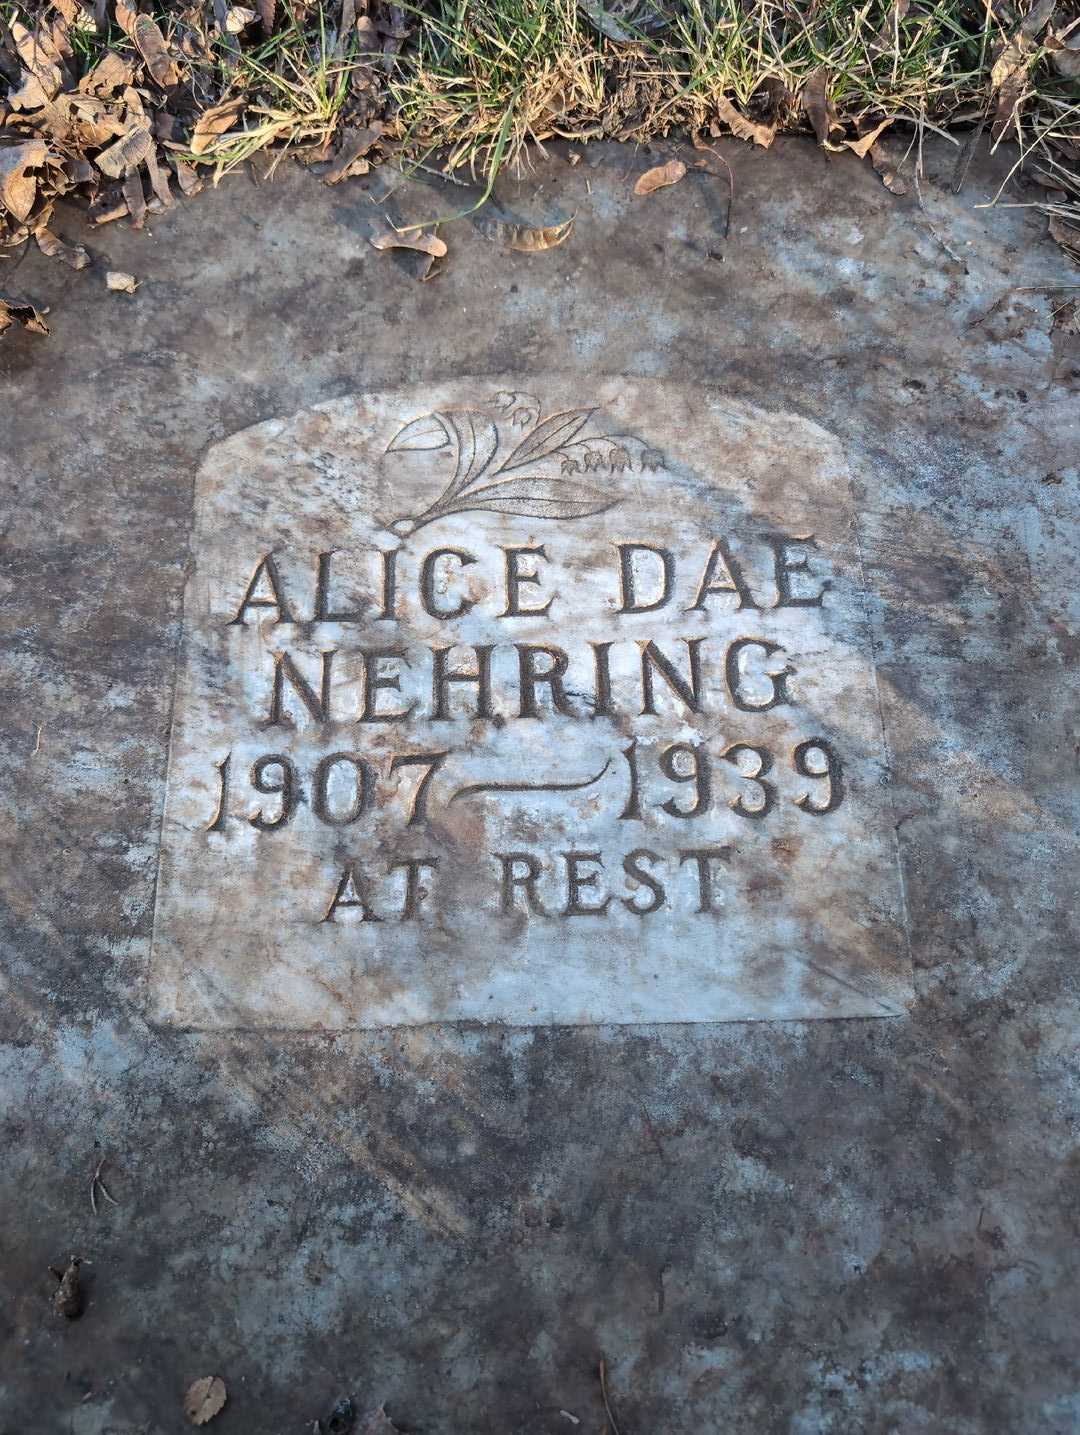 ALICE DAE
NEHRING
1907 — 1939
AT REST